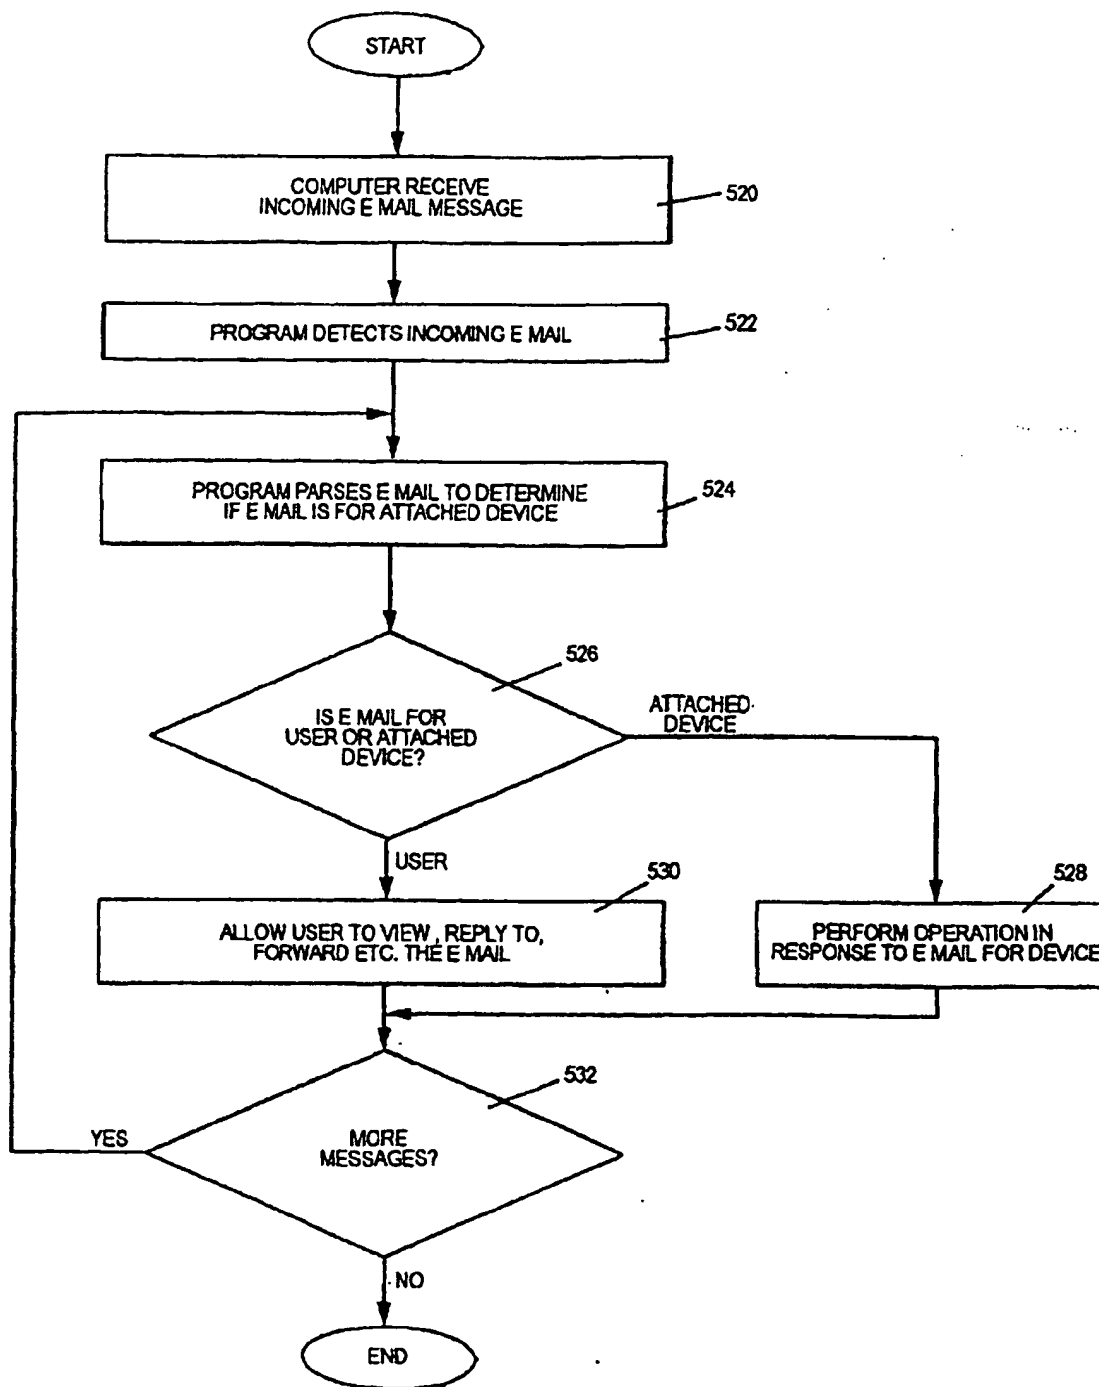 START
COMPUTER RECEIVE
INCOMING E MAIL MESSAGE
520
PROGRAM DETECTS INCOMING E MAIL
522
PROGRAM PARSES E MAIL TO DETERMINE
IF E MAIL IS FOR ATTACHED DEVICE
524
526
IS E MAIL FOR
USER OR ATTACHED
DEVICE?
ATTACHED
DEVICE
USER
530
ALLOW USER TO VIEW , REPLY TO,
FORWARD ETC. THE E MAIL
528
PERFORM OPERATION IN
RESPONSE TO E MAIL FOR DEVICE
532
MORE
MESSAGES?
YES
NO
END